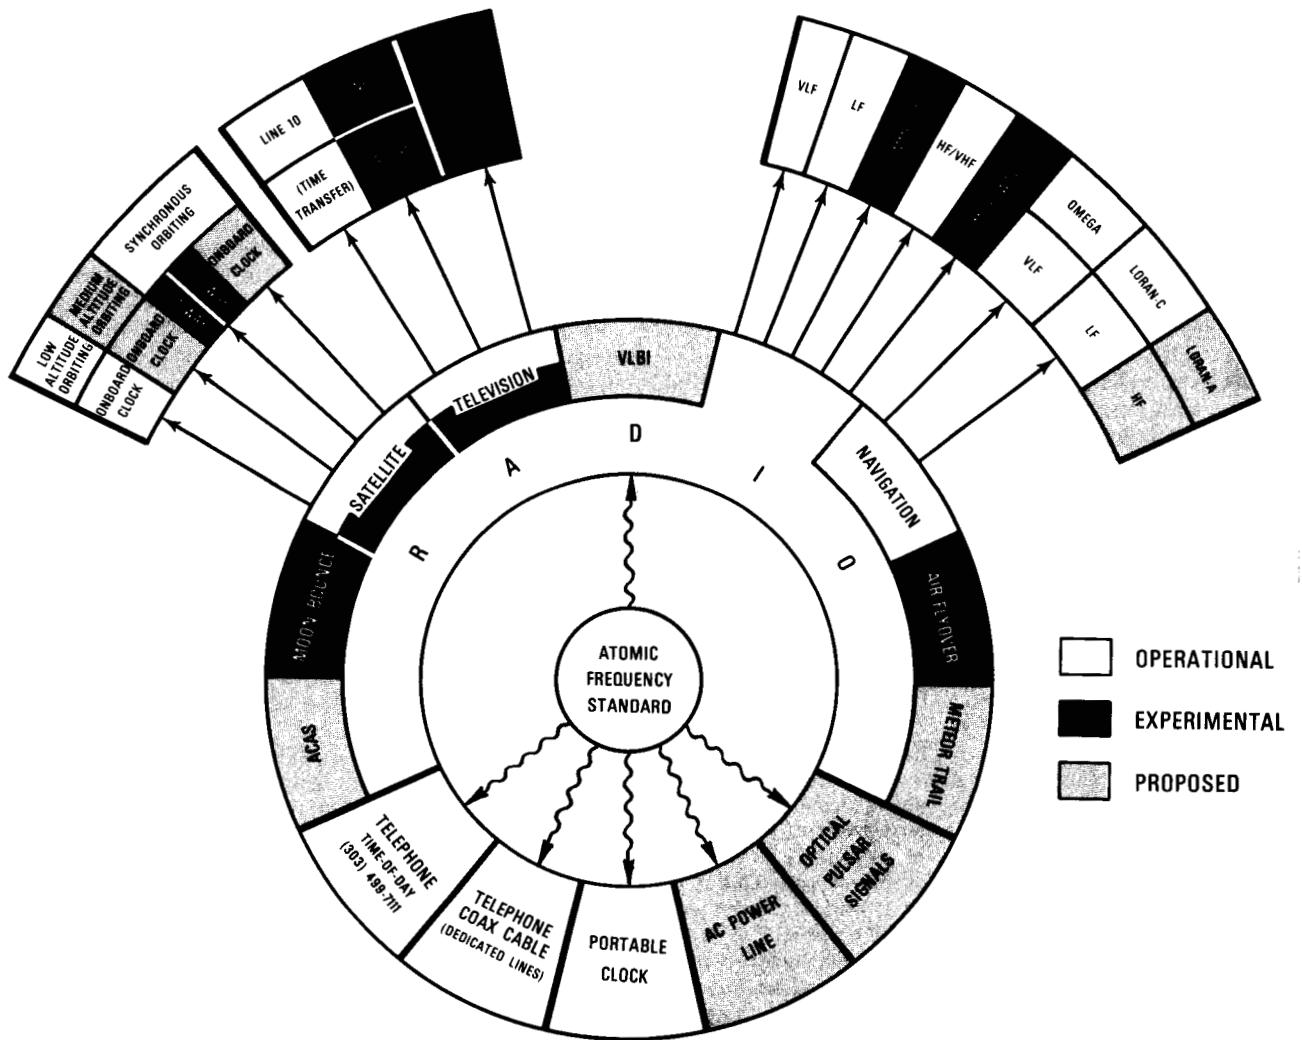 LINE 10
(TIME
TRANSFER)
SYNCHRONOUS
ORBITING
ONBOARD
CLOCK
MEDIUM
ALTITUDE
ORBITING
ONBOARD
CLOCK
LOW
ALTITUDE
ORBITING
ONBOARD
CLOCK
VLF
LF
HF/VHF
OMEGA
VLF
LORAN-C
LF
LORAN-A
HF
TELEVISION
VLBI
SATELLITE
NAVIGATION
RADIO
MOON BOUNCE
AIR FLYOVER
ACAS
METEOR TRAIL
ATOMIC
FREQUENCY
STANDARD
TELEPHONE
TIME-OF-DAY
(303) 499-7111
TELEPHONE
COAX CABLE
(DEDICATED LINES)
PORTABLE
CLOCK
AC POWER
LINE
OPTICAL
PULSAR
SIGNALS
OPERATIONAL
EXPERIMENTAL
PROPOSED